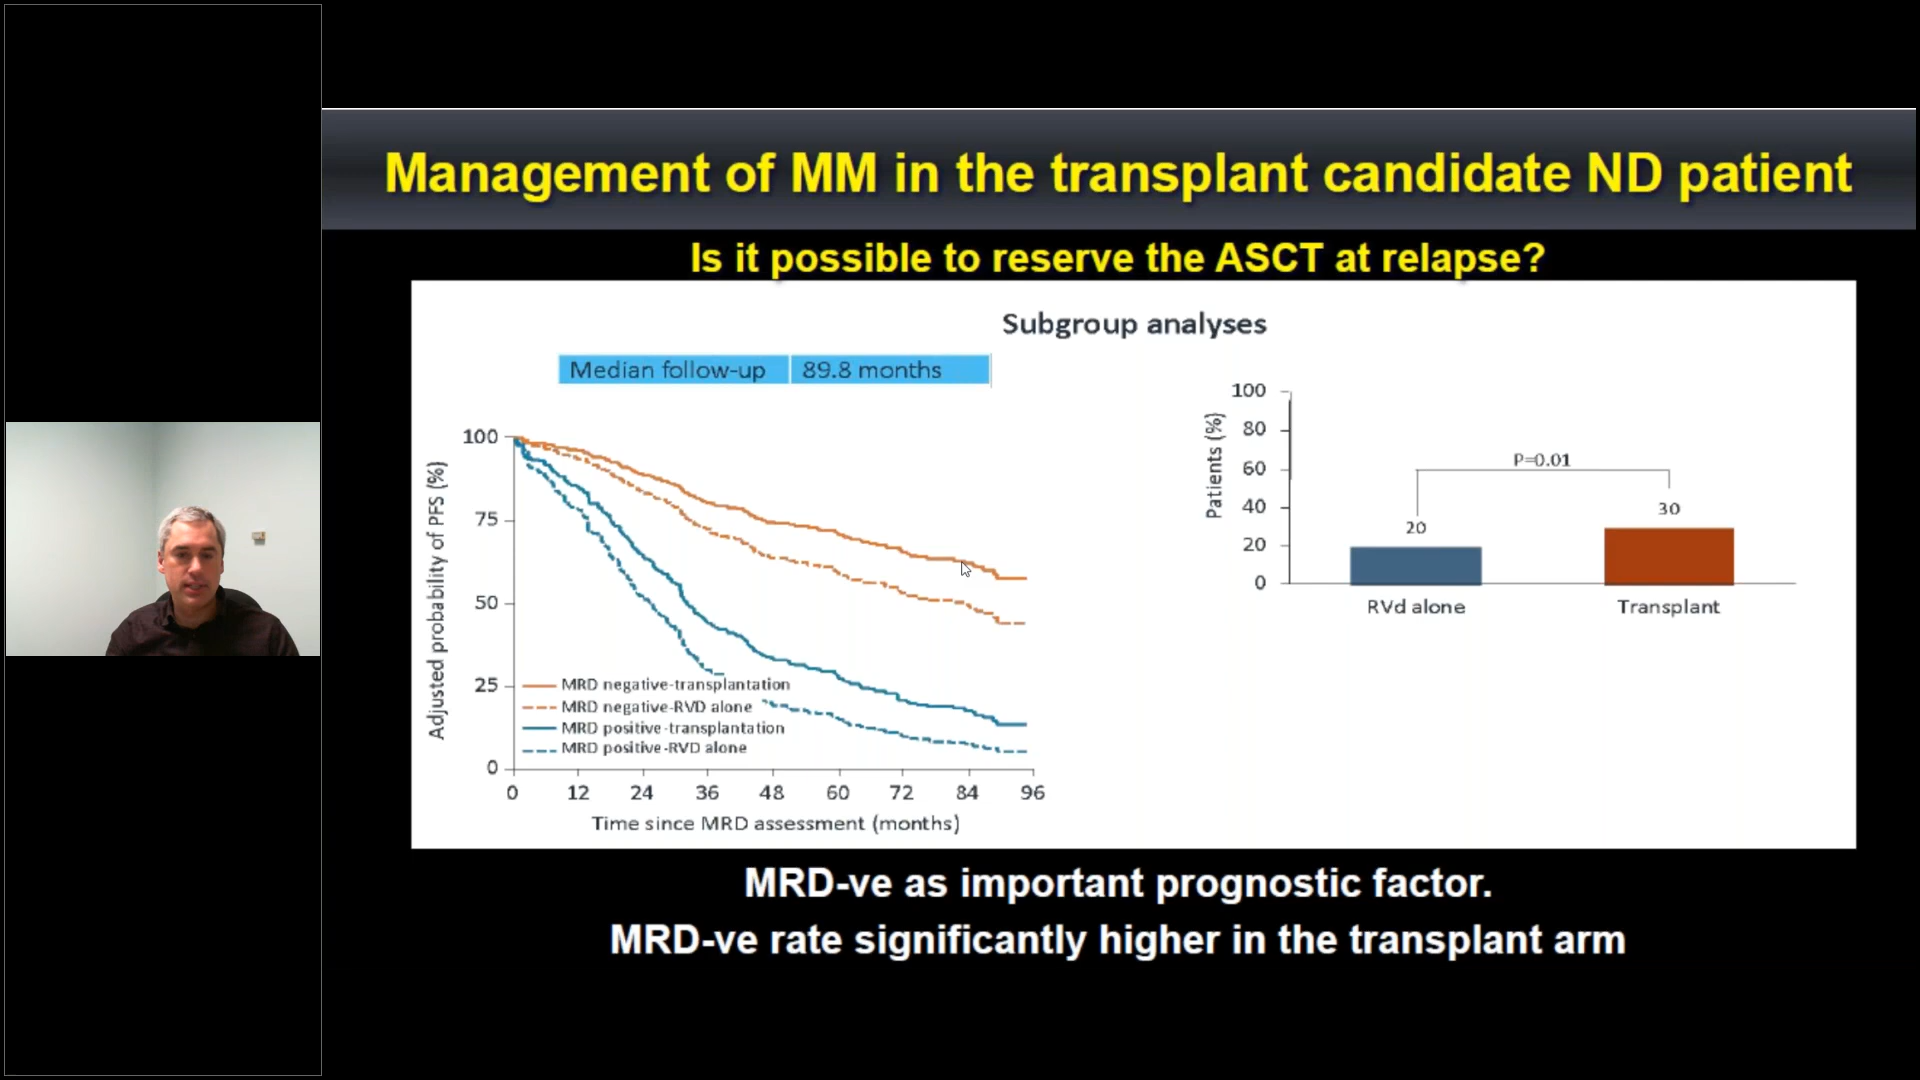 Management of MM in the transplant candidate ND patient
Is it possible to reserve the ASCT at relapse?
Subgroup analyses
Median follow-up 89.8 months
Adjusted probability of PFS (%)
100
75
50
25
0
MRD negative-transplantation
MRD negative-RVD alone
MRD positive-transplantation
MRD positive-RVD alone
0 12 24 36 48 60 72 84 96
Time since MRD assessment (months)
Patients (%)
100
80
60
40
20
0
P=0.01
20
30
RVd alone Transplant
MRD-ve as important prognostic factor.
MRD-ve rate significantly higher in the transplant arm